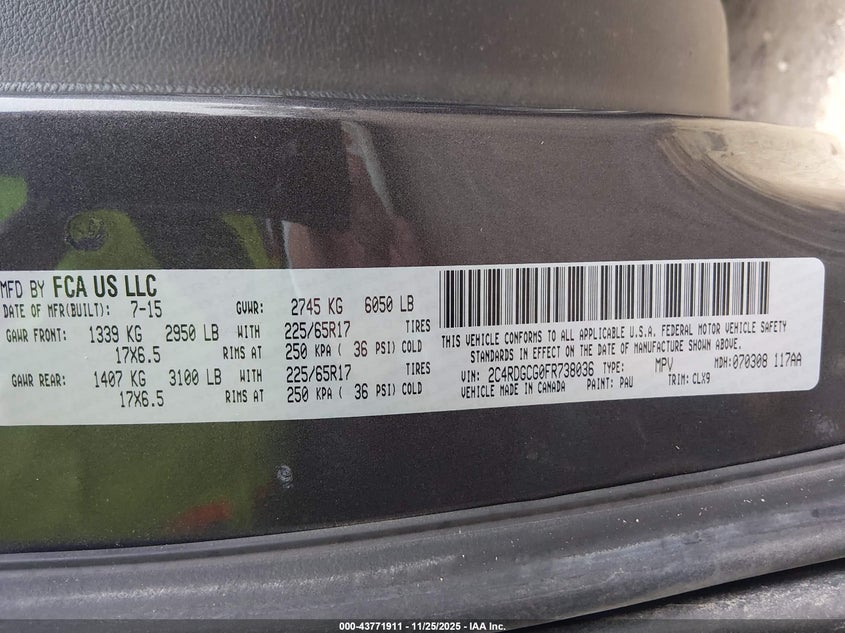 MFD BY FCA US LLC
DATE OF MFR(BUILT): 7-15 GVWR: 2745 KG 6050 LB
GAWR FRONT: 1339 KG 2950 LB WITH 225/65R17 TIRES
17X6.5 RIMS AT 250 KPA ( 36 PSI) COLD
GAWR REAR: 1407 KG 3100 LB WITH 225/65R17 TIRES
17X6.5 RIMS AT 250 KPA ( 36 PSI) COLD
THIS VEHICLE CONFORMS TO ALL APPLICABLE U.S.A. FEDERAL MOTOR VEHICLE SAFETY
STANDARDS IN EFFECT ON THE DATE OF MANUFACTURE SHOWN ABOVE.
VIN: 2C4RDGCG0FR738036 TYPE: MPV MDH: 070308 117AA
VEHICLE MADE IN CANADA PAINT: PAU TRIM: CLX9
000-43771911 - 11/25/2025 - IAA Inc.